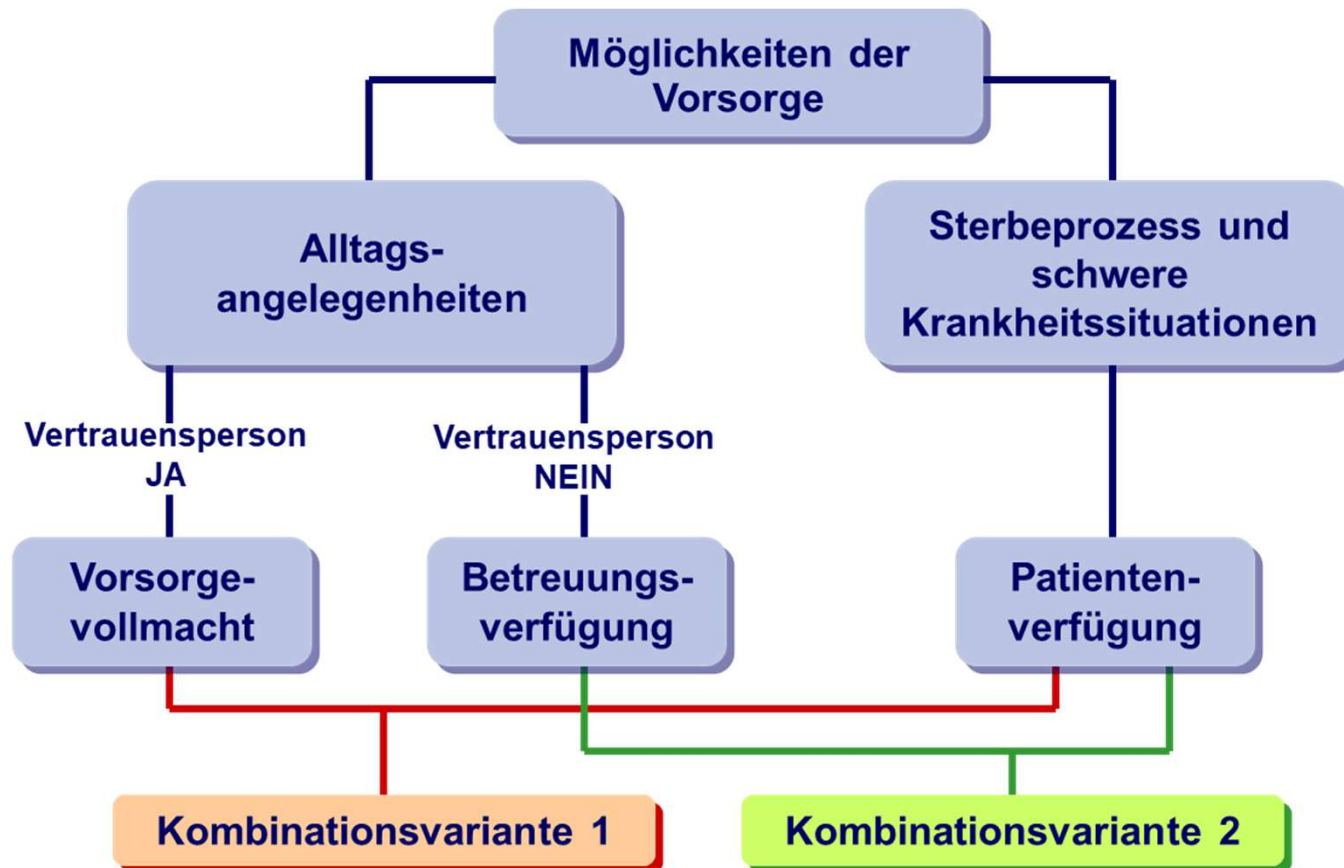 Möglichkeiten der
Vorsorge
Alltags-
angelegenheiten
Sterbeprozess und
schwere
Krankheitssituationen
Vertrauensperson
JA
Vertrauensperson
NEIN
Vorsorge-
vollmacht
Betreuungs-
verfügung
Patienten-
verfügung
Kombinationsvariante 1
Kombinationsvariante 2